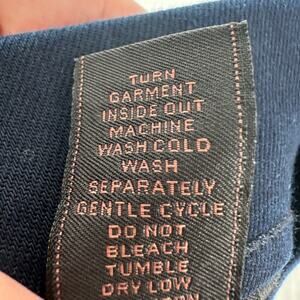 TURN
GARMENT
INSIDE OUT
MACHINE
WASH COLD
WASH
SEPARATELY
GENTLE CYCLE
DO NOT
BLEACH
TUMBLE
DRY LOW